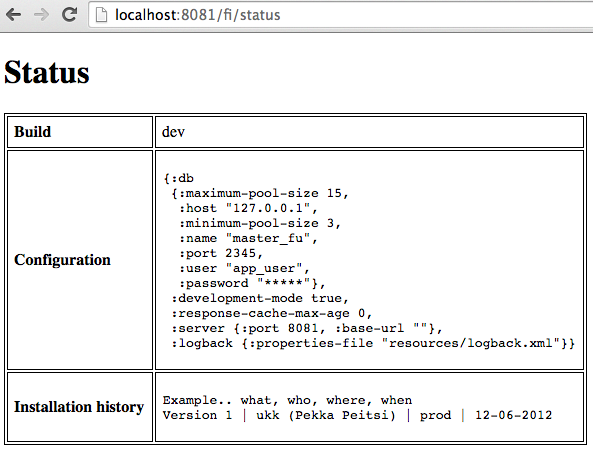 localhost:8081/fi/status
Status
Build dev
Configuration
{:db
{:maximum-pool-size 15,
:host "127.0.0.1",
:minimum-pool-size 3,
:name "master_fu",
:port 2345,
:user "app_user",
:password "*****"},
:development-mode true,
:response-cache-max-age 0,
:server {:port 8081, :base-url ""},
:logback {:properties-file "resources/logback.xml"}}
Installation history
Example.. what, who, where, when
Version 1 | ukk (Pekka Peitsi) | prod | 12-06-2012